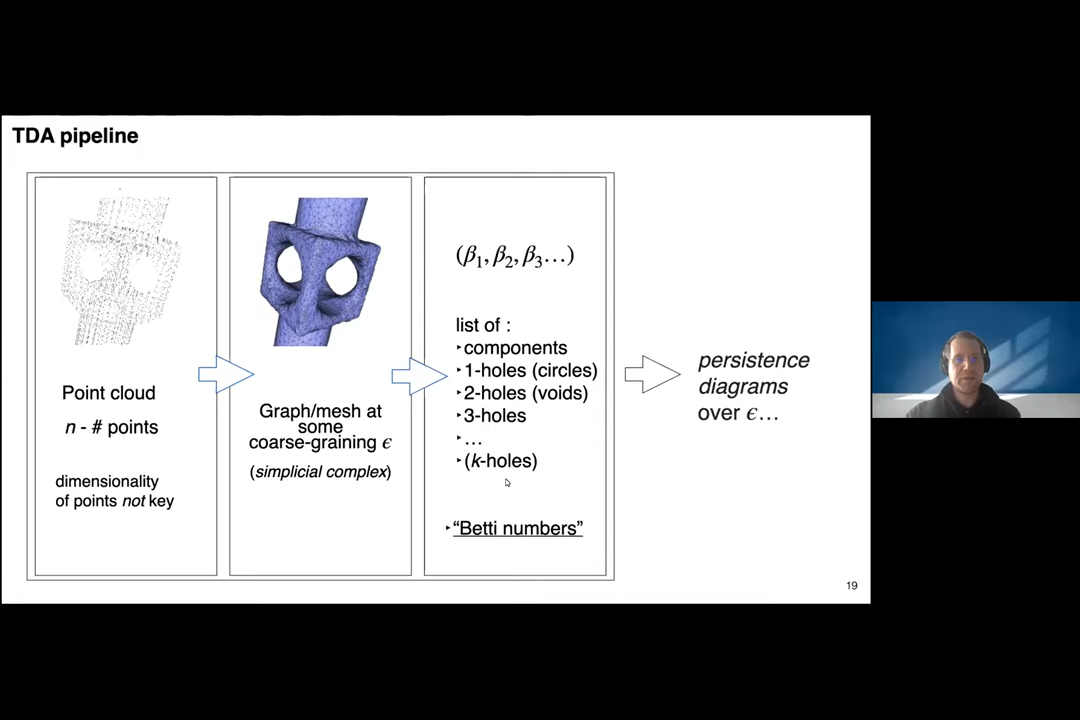 TDA pipeline
Point cloud
n - # points
dimensionality
of points not key
Graph/mesh at
some
coarse-graining ϵ
(simplicial complex)
(β₁, β₂, β₃…)
list of :
‣components
‣1-holes (circles)
‣2-holes (voids)
‣3-holes
‣…
‣(k-holes)
‣“Betti numbers”
persistence
diagrams
over ϵ…
19